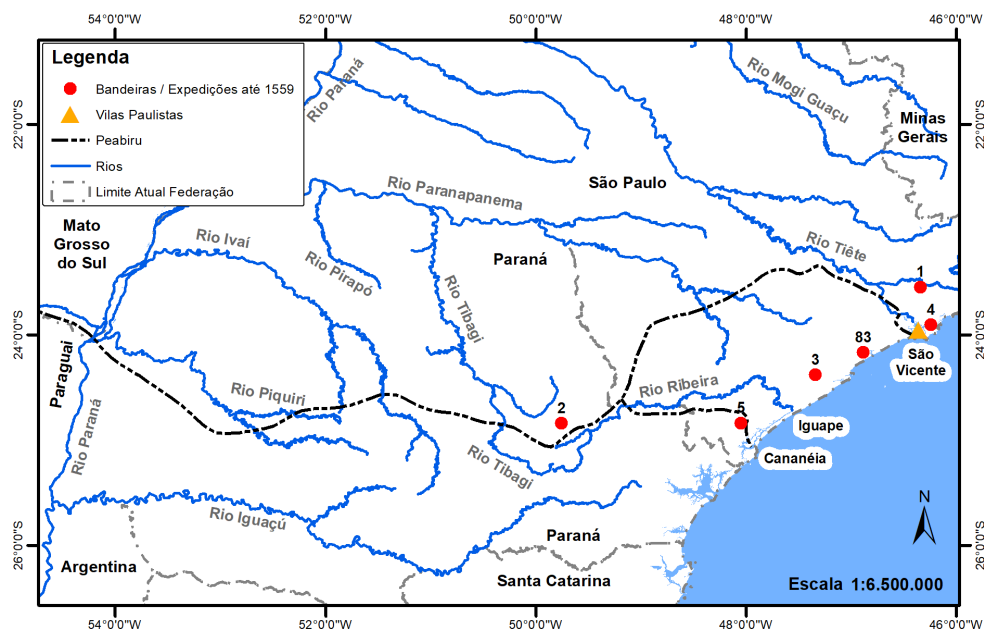 54°0'0"W
52°0'0"W
50°0'0"W
48°0'0"W
46°0'0"W
Legenda
Bandeiras / Expedições até 1559
Vilas Paulistas
Peabiru
Rios
Limite Atual Federação
Rio Paraná
Rio Mogi Guaçu
Minas
Gerais
22°0'0"S
22°0'0"S
São Paulo
Rio Paranapanema
Mato
Grosso
do Sul
Rio Ivaí
Rio Pirapó
Paraná
Rio Tiête
1
Rio Tibagi
4
24°0'0"S
24°0'0"S
83
São
Vicente
3
Paraguai
Rio Piquiri
Rio Ribeira
2
5
Iguape
Rio Paraná
Cananéia
Rio Tibagi
Rio Iguaçú
N
Paraná
26°0'0"S
26°0'0"S
Argentina
Santa Catarina
Escala 1:6.500.000
54°0'0"W
52°0'0"W
50°0'0"W
48°0'0"W
46°0'0"W